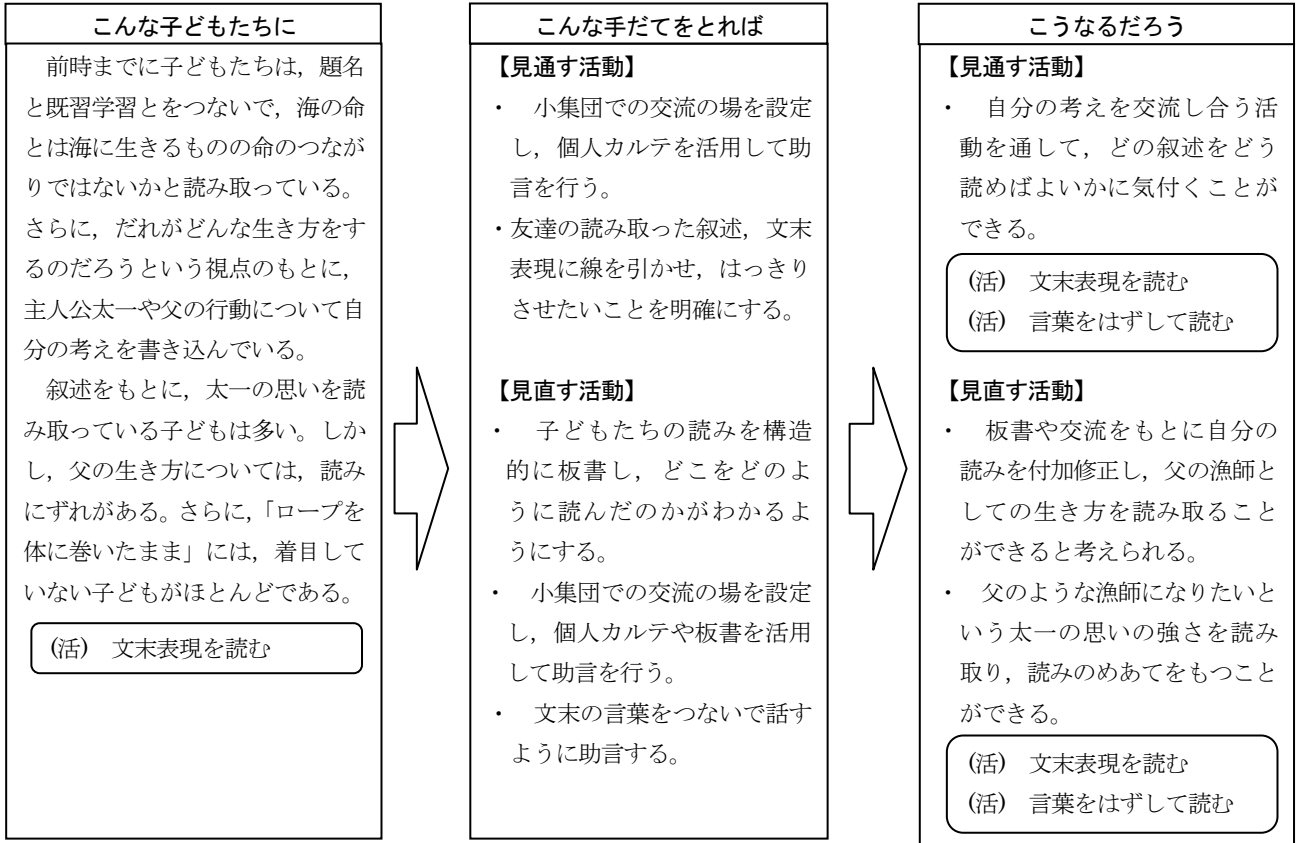 こんな子どもたちに
前時までに子どもたちは，題名
と既習学習とをつないで，海の命
とは海に生きるものの命のつなが
りではないかと読み取っている。
さらに，だれがどんな生き方をす
るのだろうという視点のもとに，
主人公太一や父の行動について自
分の考えを書き込んでいる。
叙述をもとに，太一の思いを読
み取っている子どもは多い。しか
し，父の生き方については，読み
にずれがある。さらに，「ロープを
体に巻いたまま」には，着目して
いない子どもがほとんどである。
(活)　文末表現を読む
こんな手だてをとれば
【見通す活動】
・　小集団での交流の場を設定
し，個人カルテを活用して助
言を行う。
・友達の読み取った叙述，文末
表現に線を引かせ，はっきり
させたいことを明確にする。
【見直す活動】
・　子どもたちの読みを構造
的に板書し，どこをどのよ
うに読んだのかがわかるよ
うにする。
・　小集団での交流の場を設定
し，個人カルテや板書を活用
して助言を行う。
・　文末の言葉をつないで話す
ように助言する。
こうなるだろう
【見通す活動】
・　自分の考えを交流し合う活
動を通して，どの叙述をどう
読めばよいかに気付くことが
できる。
(活)　文末表現を読む
(活)　言葉をはずして読む
【見直す活動】
・　板書や交流をもとに自分の
読みを付加修正し，父の漁師と
しての生き方を読み取ること
ができると考えられる。
・　父のような漁師になりたいと
いう太一の思いの強さを読み
取り，読みのめあてをもつこと
ができる。
(活)　文末表現を読む
(活)　言葉をはずして読む